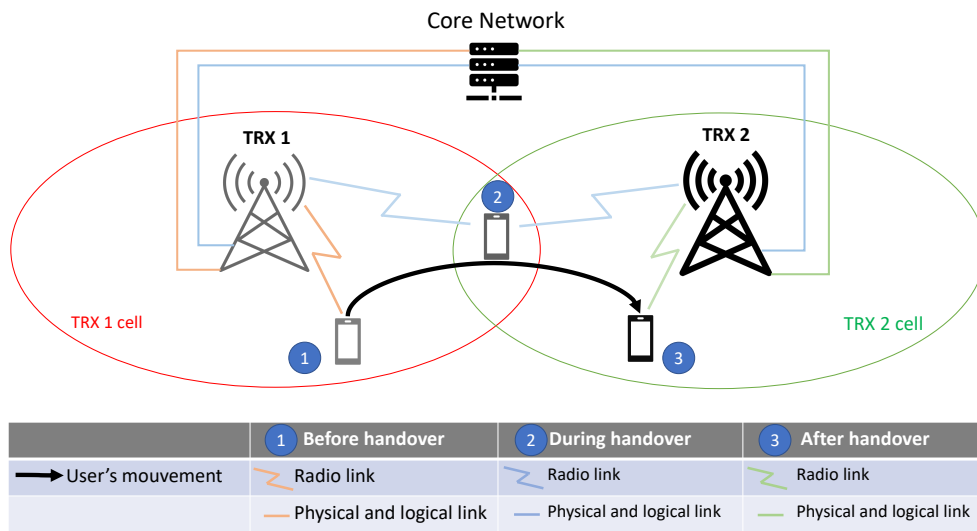 Core Network
TRX 1
TRX 2
2
TRX 1 cell
TRX 2 cell
1
3
1 Before handover
2 During handover
3 After handover
User's mouvement
Radio link
Radio link
Radio link
Physical and logical link
Physical and logical link
Physical and logical link